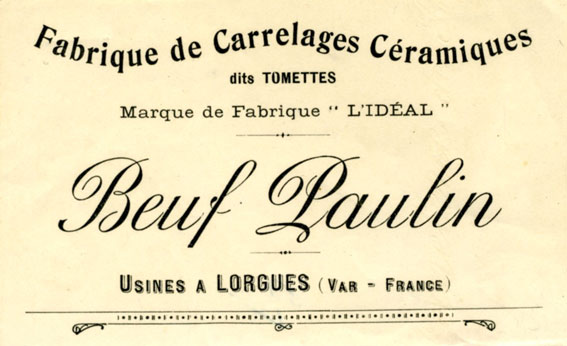 Fabrique de Carrelages Céramiques
dits TOMETTES
Marque de Fabrique " L'IDÉAL "
Beuf Paulin
USINES A LORGUES (VAR - FRANCE)